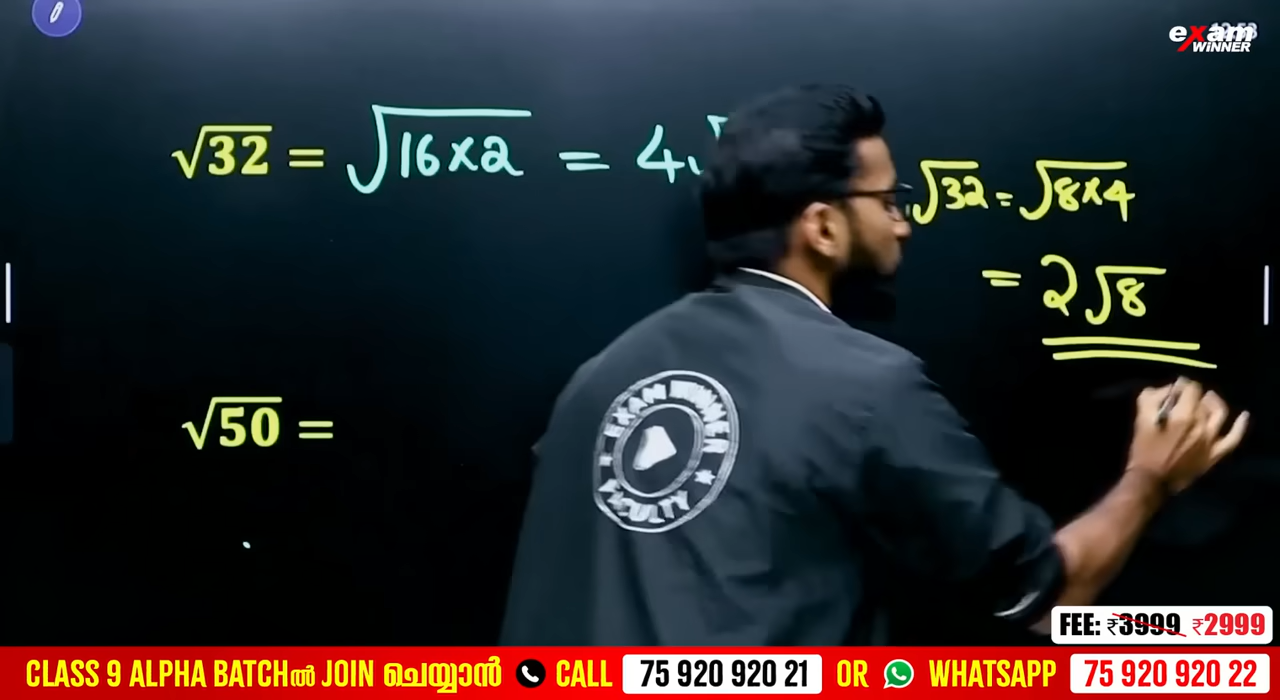 exam
WiNNER
√32 = √16×2 = 4√
√32 = √8×4
= 2√8
√50 =
EXAM WINNER
FACULTY
FEE: ₹3999 ₹2999
CLASS 9 ALPHA BATCHൽ JOIN ചെയ്യാൻ CALL 75 920 920 21 OR WHATSAPP 75 920 920 22